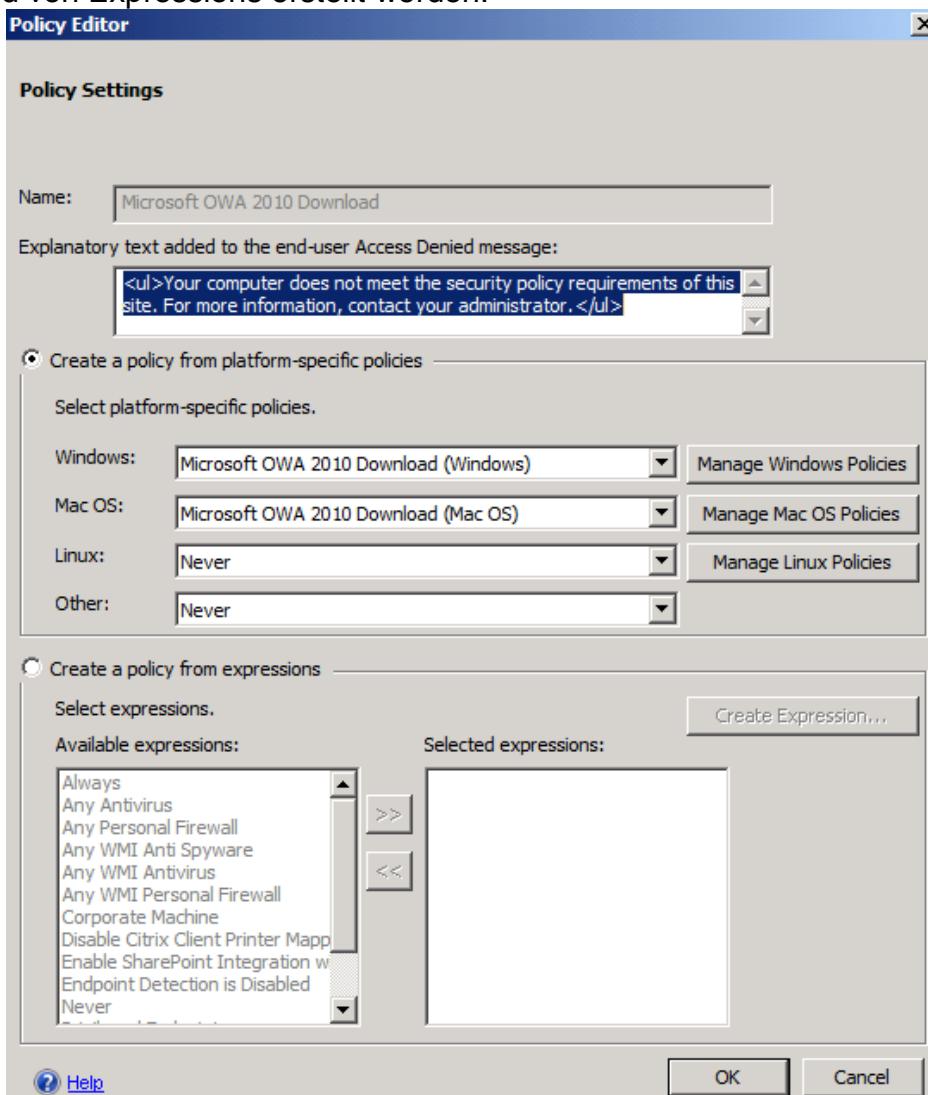 von Expressions erstellt werden.
Policy Editor
Policy Settings
Name: Microsoft OWA 2010 Download
Explanatory text added to the end-user Access Denied message:
<ul>Your computer does not meet the security policy requirements of this
site. For more information, contact your administrator.</ul>
Create a policy from platform-specific policies
Select platform-specific policies.
Windows: Microsoft OWA 2010 Download (Windows) Manage Windows Policies
Mac OS: Microsoft OWA 2010 Download (Mac OS) Manage Mac OS Policies
Linux: Never Manage Linux Policies
Other: Never
Create a policy from expressions
Select expressions. Create Expression...
Available expressions: Selected expressions:
Always
Any Antivirus
Any Personal Firewall
>>
Any WMI Anti Spyware
Any WMI Antivirus
<<
Any WMI Personal Firewall
Corporate Machine
Disable Citrix Client Printer Mapp
Enable SharePoint Integration w
Endpoint Detection is Disabled
Never
Help OK Cancel